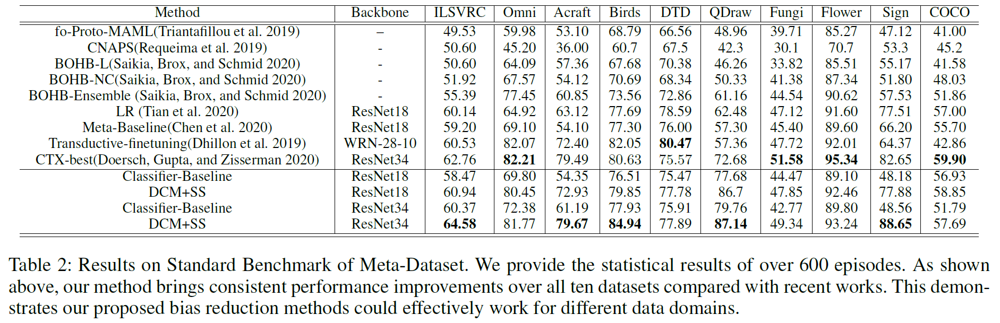 Method Backbone ILSVRC Omni Acraft Birds DTD QDraw Fungi Flower Sign COCO
fo-Proto-MAML(Triantafillou et al. 2019) – 49.53 59.98 53.10 68.79 66.56 48.96 39.71 85.27 47.12 41.00
CNAPS(Requeima et al. 2019) - 50.60 45.20 36.00 60.7 67.5 42.3 30.1 70.7 53.3 45.2
BOHB-L(Saikia, Brox, and Schmid 2020) - 50.60 64.09 57.36 67.68 70.38 46.26 33.82 85.51 55.17 41.58
BOHB-NC(Saikia, Brox, and Schmid 2020) - 51.92 67.57 54.12 70.69 68.34 50.33 41.38 87.34 51.80 48.03
BOHB-Ensemble (Saikia, Brox, and Schmid 2020) - 55.39 77.45 60.85 73.56 72.86 61.16 44.54 90.62 57.53 51.86
LR (Tian et al. 2020) ResNet18 60.14 64.92 63.12 77.69 78.59 62.48 47.12 91.60 77.51 57.00
Meta-Baseline(Chen et al. 2020) ResNet18 59.20 69.10 54.10 77.30 76.00 57.30 45.40 89.60 66.20 55.70
Transductive-finetuning(Dhillon et al. 2019) WRN-28-10 60.53 82.07 72.40 82.05 80.47 57.36 47.72 92.01 64.37 42.86
CTX-best(Doersch, Gupta, and Zisserman 2020) ResNet34 62.76 82.21 79.49 80.63 75.57 72.68 51.58 95.34 82.65 59.90
Classifier-Baseline ResNet18 58.47 69.80 54.35 76.51 75.47 77.68 44.47 89.10 48.18 56.93
DCM+SS ResNet18 60.94 80.45 72.93 79.85 77.78 86.7 47.85 92.46 77.88 58.85
Classifier-Baseline ResNet34 60.37 72.38 61.19 77.93 75.91 79.76 42.77 89.80 48.56 51.79
DCM+SS ResNet34 64.58 81.77 79.67 84.94 77.89 87.14 49.34 93.24 88.65 57.69
Table 2: Results on Standard Benchmark of Meta-Dataset. We provide the statistical results of over 600 episodes. As shown
above, our method brings consistent performance improvements over all ten datasets compared with recent works. This demon-
strates our proposed bias reduction methods could effectively work for different data domains.